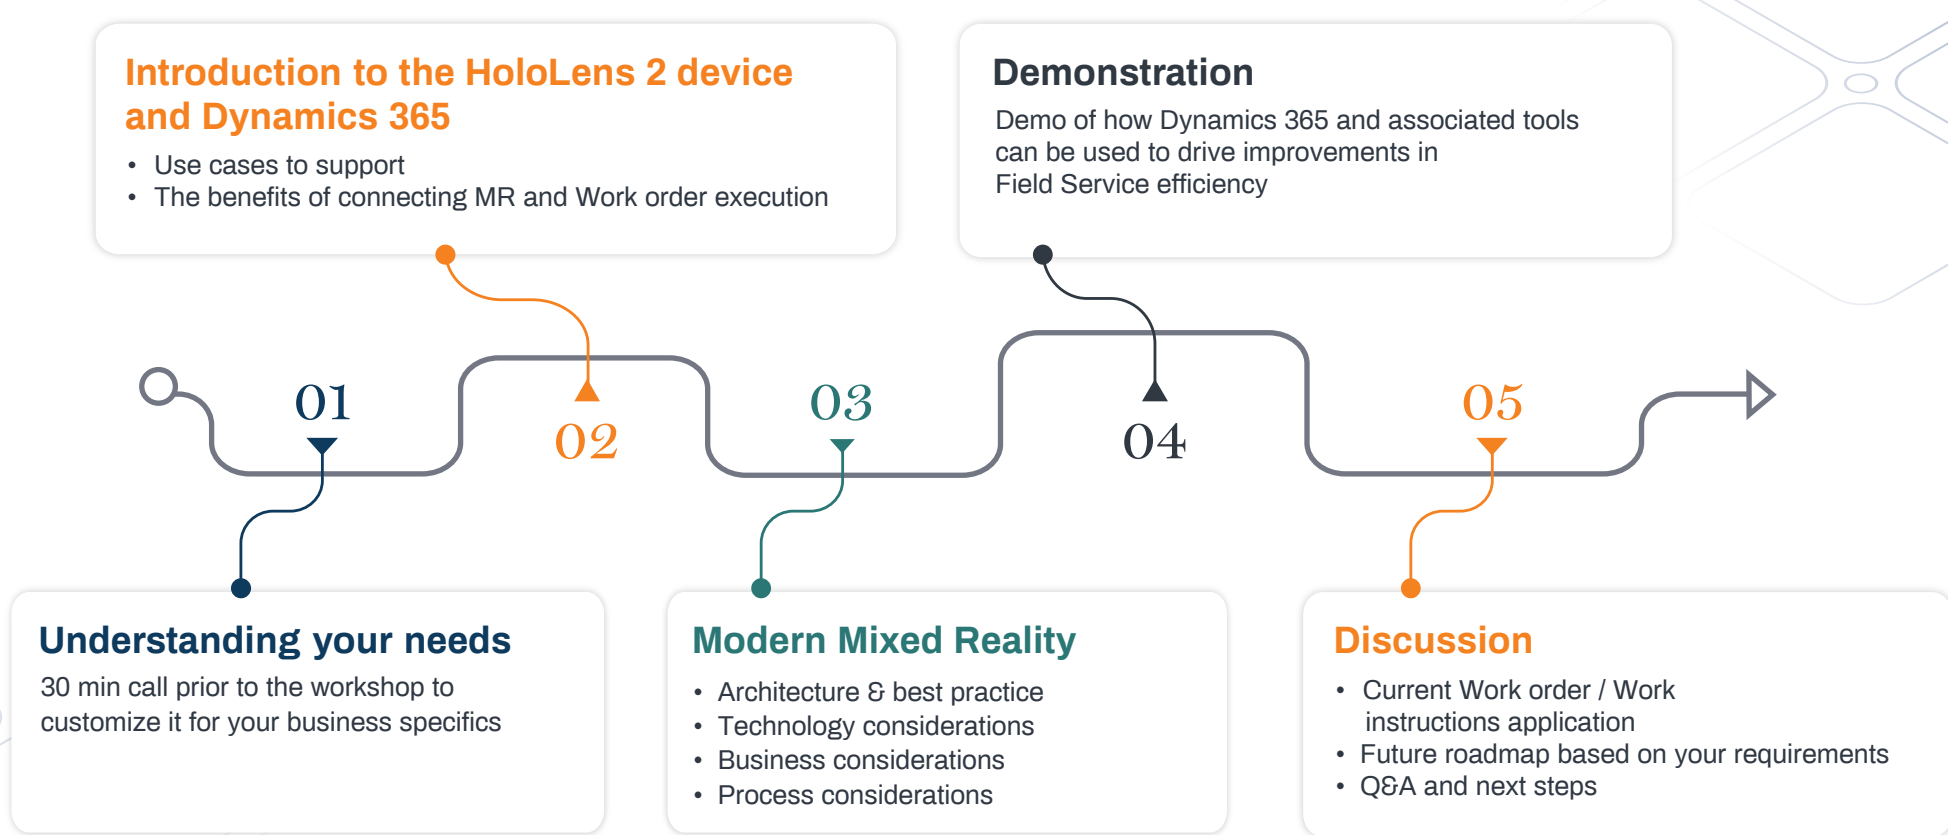 Introduction to the HoloLens 2 device
and Dynamics 365
• Use cases to support
• The benefits of connecting MR and Work order execution
Demonstration
Demo of how Dynamics 365 and associated tools
can be used to drive improvements in
Field Service efficiency
01
02
03
04
05
Understanding your needs
30 min call prior to the workshop to
customize it for your business specifics
Modern Mixed Reality
• Architecture & best practice
• Technology considerations
• Business considerations
• Process considerations
Discussion
• Current Work order / Work
instructions application
• Future roadmap based on your requirements
• Q&A and next steps